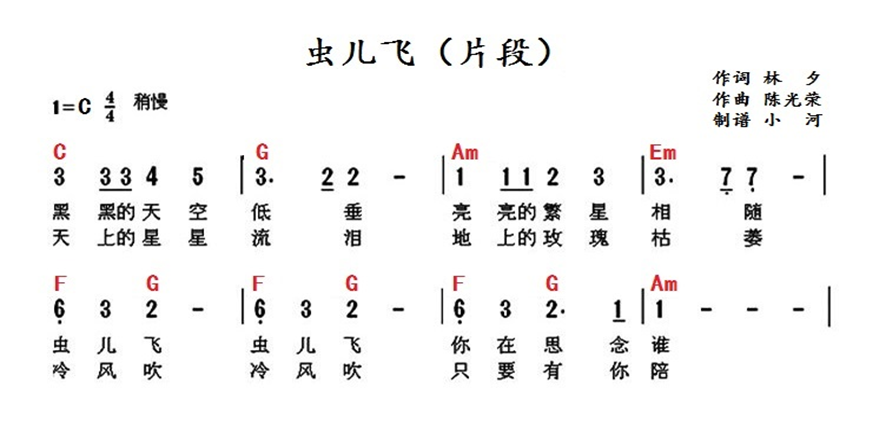 虫儿飞（片段）
作词 林 夕
1=C 4/4 稍慢 作曲 陈光荣
制谱 小 河
C G Am Em
3 3 3 4 5 | 3· 2 2 - | 1 1 1 2 3 | 3· 7 7 - |
黑 黑的天 空 低 垂 亮 亮的繁 星 相 随
天 上的星 星 流 泪 地 上的玫 瑰 枯 萎
F G F G F G Am
6 3 2 - | 6 3 2 - | 6 3 2· 1 | 1 - - - |
虫 儿 飞 虫 儿 飞 你 在 思 念 谁
冷 风 吹 冷 风 吹 只 要 有 你 陪